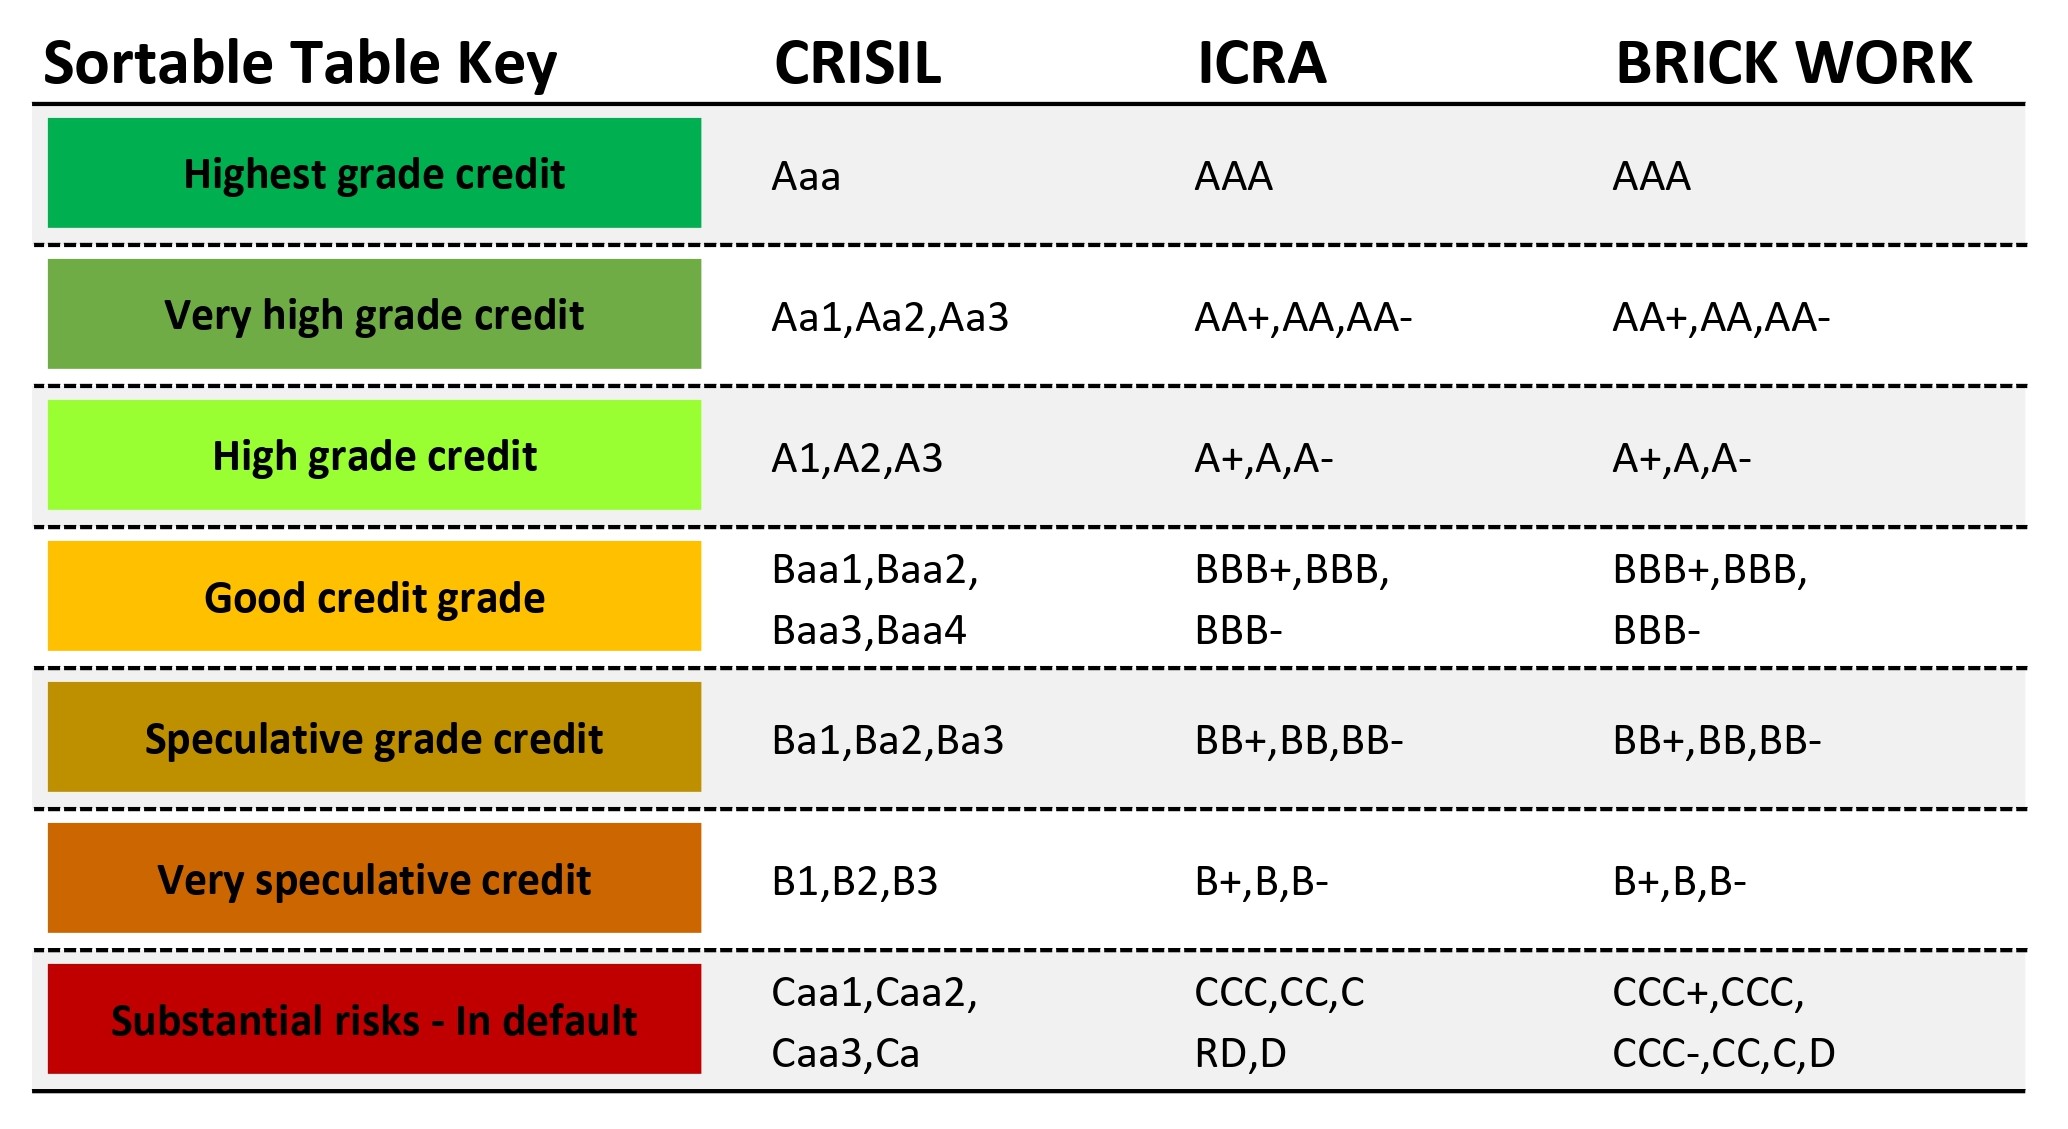 Sortable Table Key CRISIL ICRA BRICK WORK
Highest grade credit Aaa AAA AAA
Very high grade credit Aa1,Aa2,Aa3 AA+,AA,AA- AA+,AA,AA-
High grade credit A1,A2,A3 A+,A,A- A+,A,A-
Good credit grade Baa1,Baa2, BBB+,BBB, BBB+,BBB,
Baa3,Baa4 BBB- BBB-
Speculative grade credit Ba1,Ba2,Ba3 BB+,BB,BB- BB+,BB,BB-
Very speculative credit B1,B2,B3 B+,B,B- B+,B,B-
Substantial risks - In default Caa1,Caa2, CCC,CC,C CCC+,CCC,
Caa3,Ca RD,D CCC-,CC,C,D